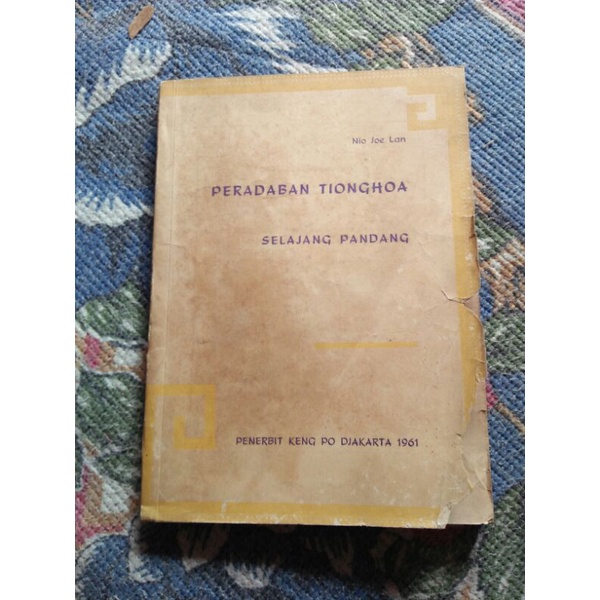 Nio Joe Lan
PERADABAN TIONGHOA
SELAJANG PANDANG
PENERBIT KENG PO DJAKARTA 1961